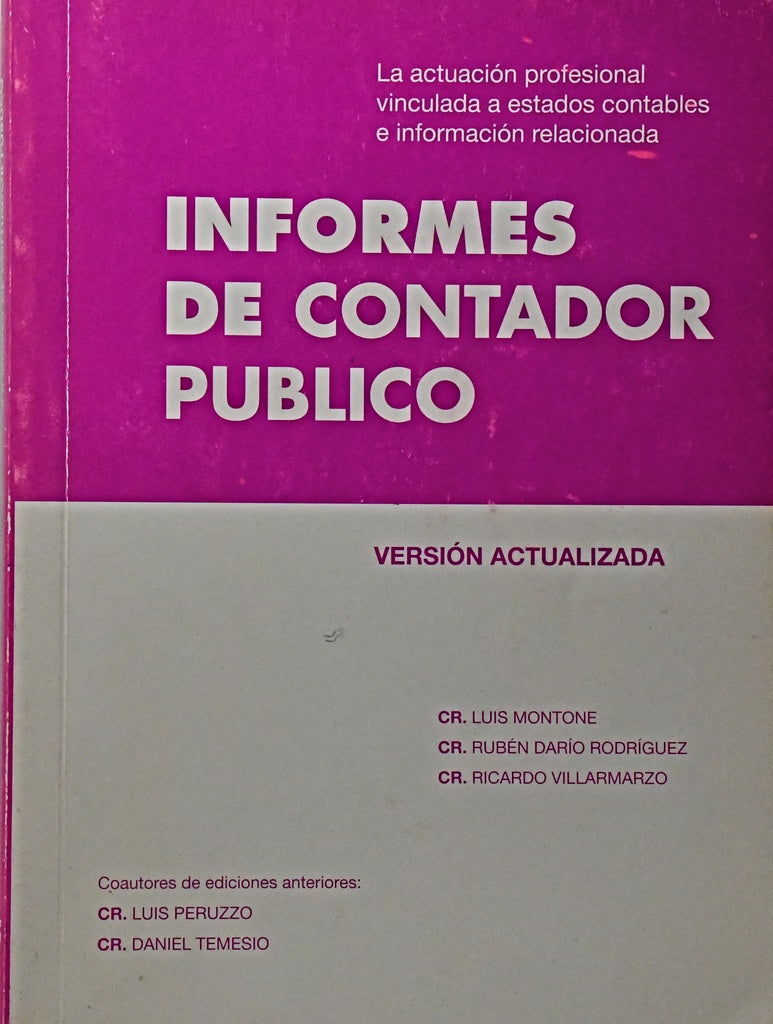 La actuación profesional
vinculada a estados contables
e información relacionada
INFORMES
DE CONTADOR
PUBLICO
VERSIÓN ACTUALIZADA
CR. LUIS MONTONE
CR. RUBÉN DARÍO RODRÍGUEZ
CR. RICARDO VILLARMARZO
Coautores de ediciones anteriores:
CR. LUIS PERUZZO
CR. DANIEL TEMESIO